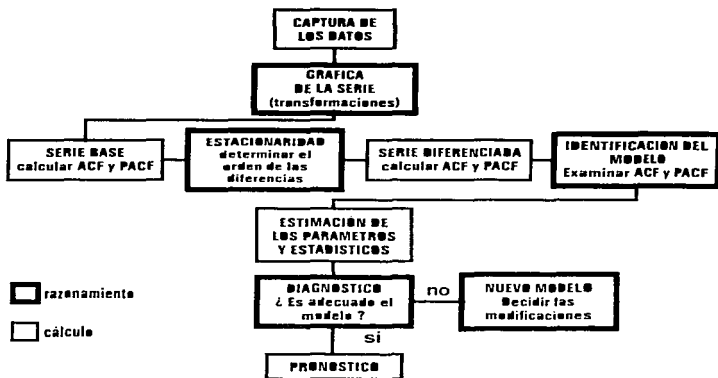 CAPTURA DE
LOS DATOS
GRAFICA
DE LA SERIE
(transformaciones)
SERIE BASE
calcular ACF y PACF
ESTACIONARIDAD
determinar el
orden de las
diferencias
SERIE DIFERENCIADA
calcular ACF y PACF
IDENTIFICACION DEL
MODELO
Examinar ACF y PACF
ESTIMACIÓN DE
LOS PARAMETROS
Y ESTADISTICOS
DIAGNOSTICO
¿ Es adecuado el
modelo ?
no
NUEVO MODELO
Decidir las
modificaciones
razonamiento
cálculo
si
PRONOSTICO